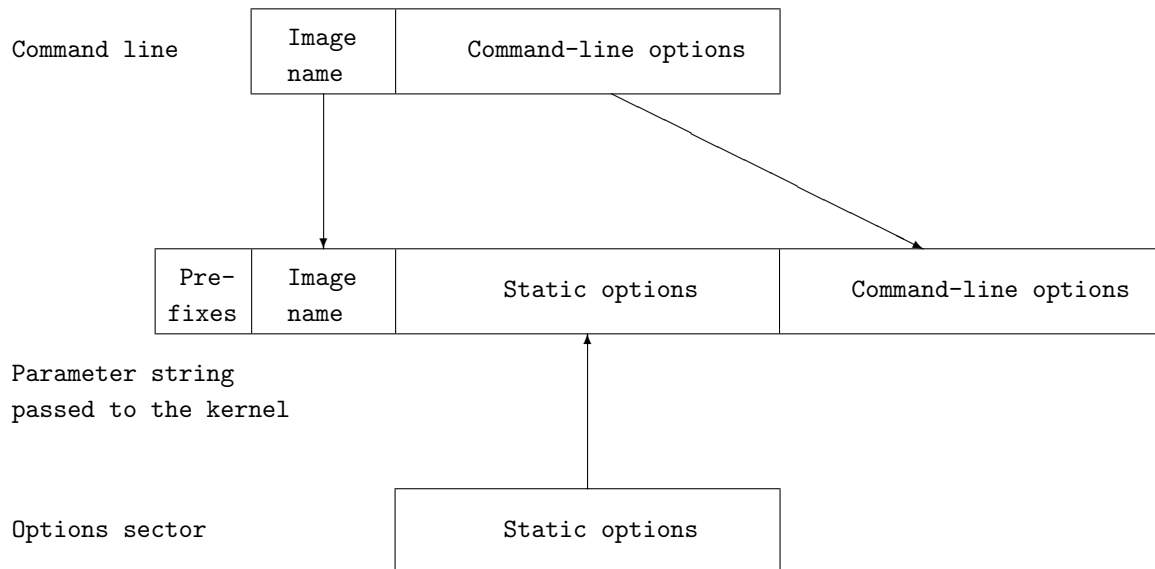 Command line
Image
name
Command-line options
Pre-
fixes
Image
name
Static options
Command-line options
Parameter string
passed to the kernel
Options sector
Static options